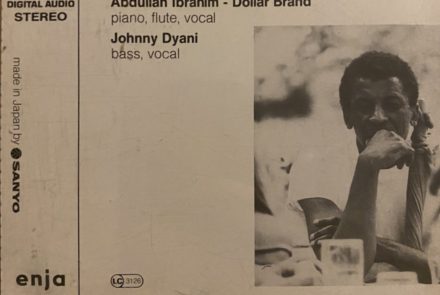 DIGITAL AUDIO
STEREO
made in Japan by SANYO
enja
Abdullah Ibrahim - Dollar Brand
piano, flute, vocal
Johnny Dyani
bass, vocal
LC 3126